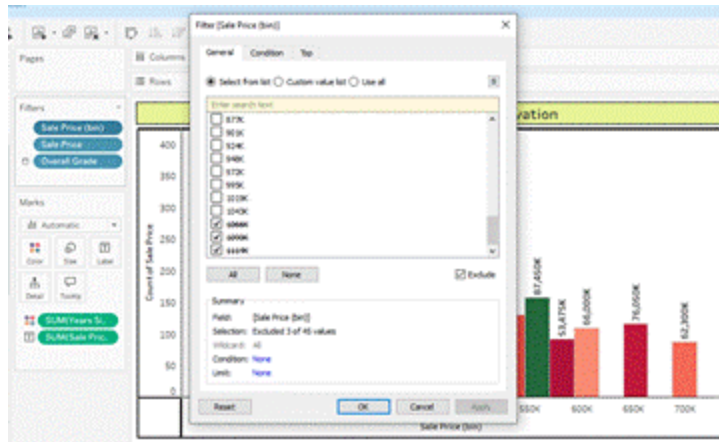 Pages
Columns
Rows
Filters
Sale Price (bin)
Sale Price
Overall Grade
Marks
Automatic
Color
Size
Label
Detail
Tooltip
SUM(Years Si..
SUM(Sale Pric..
Filter [Sale Price (bin)]
General
Condition
Top
Select from list
Custom value list
Use all
Enter search text
877K
901K
924K
948K
972K
995K
1019K
1043K
1066K
1090K
1114K
All
None
Exclude
Summary
Field: [Sale Price (bin)]
Selection: Excluded 3 of 45 values
Wildcard: All
Condition: None
Limit: None
Reset
OK
Cancel
Apply
vation
Count of Sale Price
400
350
300
250
200
150
100
50
0
87,450K
53,475K
66,000K
76,050K
62,300K
550K
600K
650K
700K
Sale Price (bin)